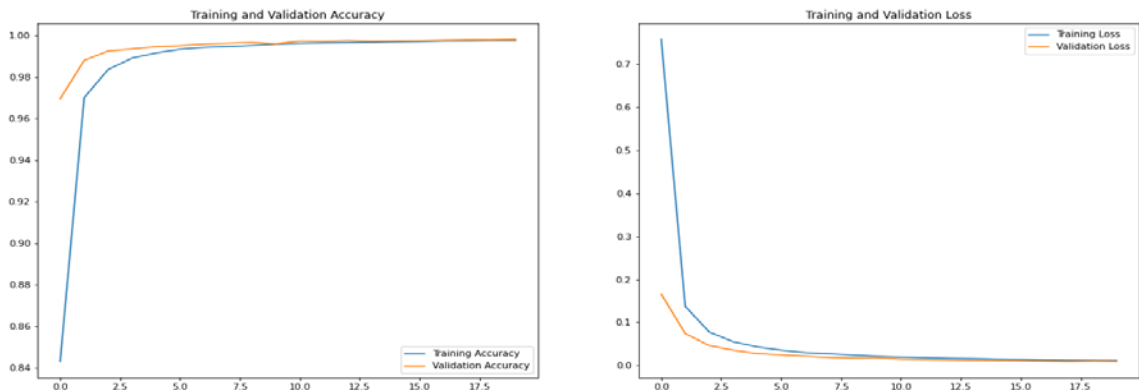 Training and Validation Accuracy
1.00
0.98
0.96
0.94
0.92
0.90
0.88
0.86
0.84
0.0 2.5 5.0 7.5 10.0 12.5 15.0 17.5
Training Accuracy
Validation Accuracy
Training and Validation Loss
Training Loss
Validation Loss
0.7
0.6
0.5
0.4
0.3
0.2
0.1
0.0
0.0 2.5 5.0 7.5 10.0 12.5 15.0 17.5